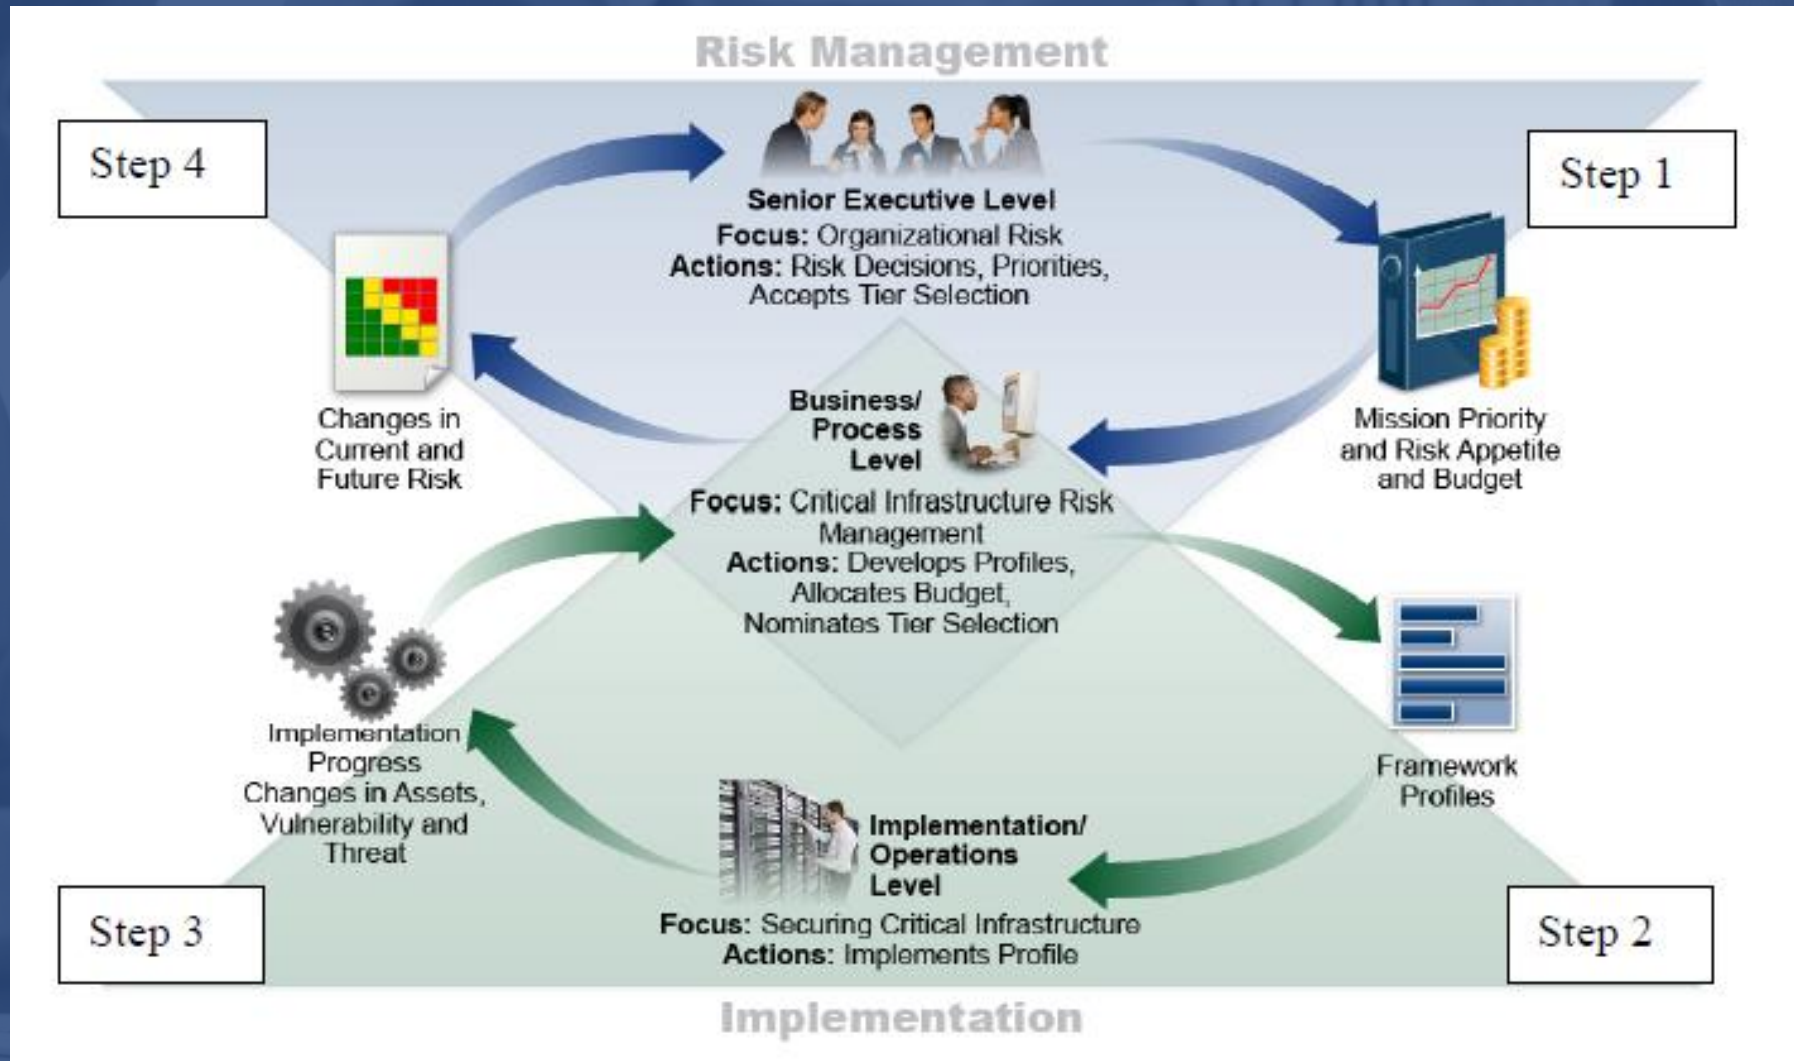 Risk Management
Step 4
Step 1
Senior Executive Level
Focus: Organizational Risk
Actions: Risk Decisions, Priorities,
Accepts Tier Selection
Changes in
Current and
Future Risk
Business/
Process
Level
Focus: Critical Infrastructure Risk
Management
Actions: Develops Profiles,
Allocates Budget,
Nominates Tier Selection
Mission Priority
and Risk Appetite
and Budget
Implementation
Progress
Changes in Assets,
Vulnerability and
Threat
Framework
Profiles
Implementation/
Operations
Level
Focus: Securing Critical Infrastructure
Actions: Implements Profile
Step 3
Step 2
Implementation